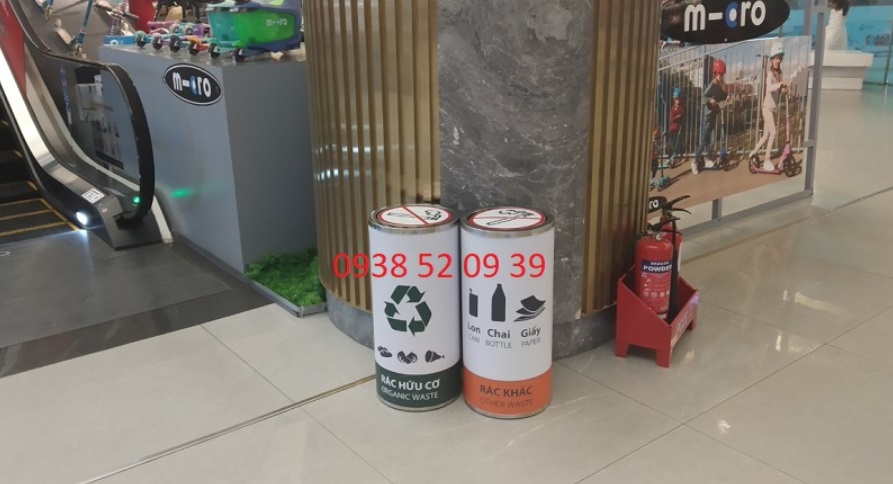 m-cro
m-cro
m-cro
0938 52 09 39
RÁC HỮU CƠ
ORGANIC WASTE
Lon Chai Giấy
CAN BOTTLE PAPER
RÁC KHÁC
OTHER WASTE
POWDER